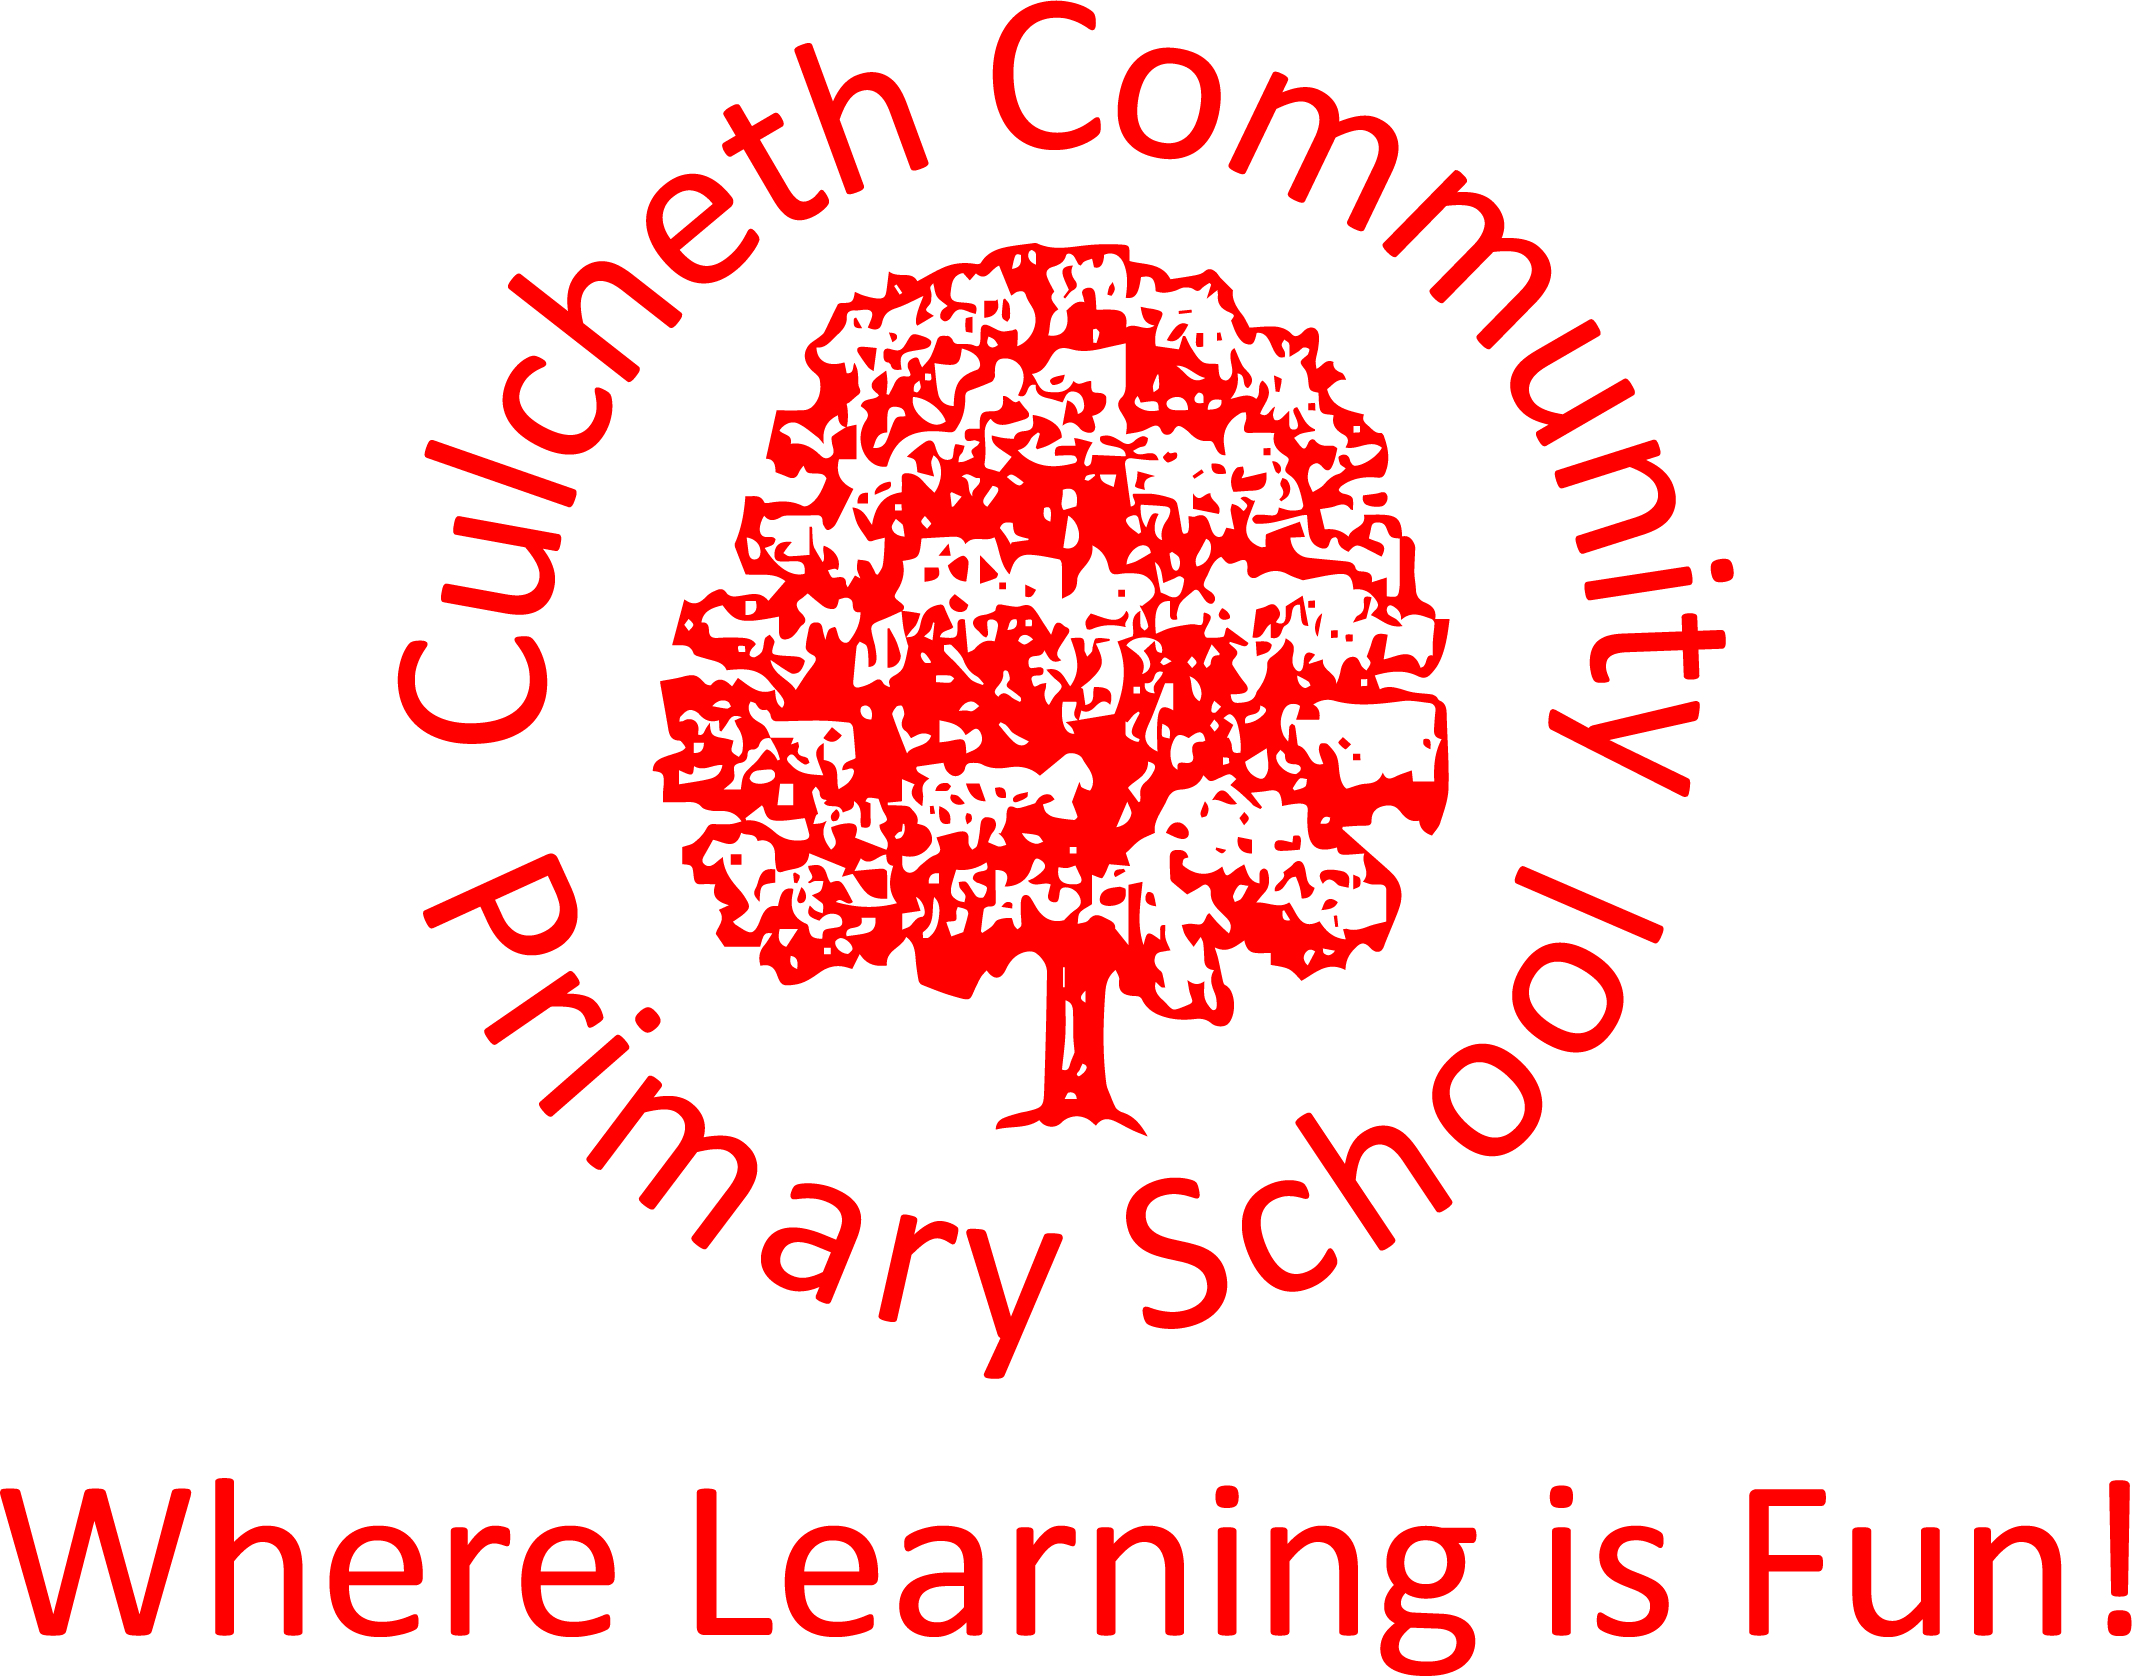 Culcheth Community
Primary School
Where Learning is Fun!